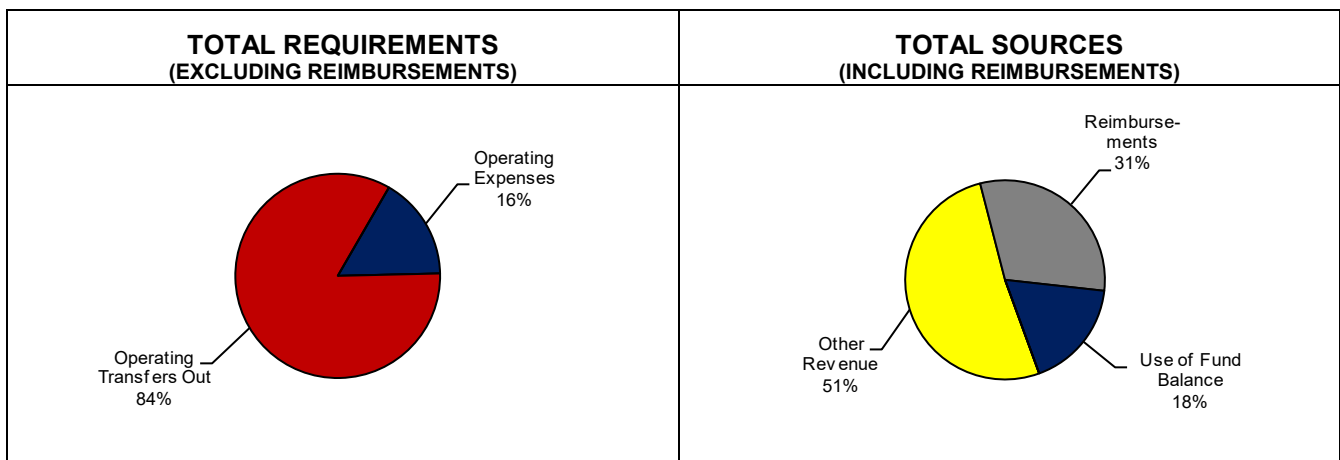 TOTAL REQUIREMENTS
(EXCLUDING REIMBURSEMENTS)
Operating
Expenses
16%
Operating
Transfers Out
84%
TOTAL SOURCES
(INCLUDING REIMBURSEMENTS)
Reimburse-
ments
31%
Other
Revenue
51%
Use of Fund
Balance
18%